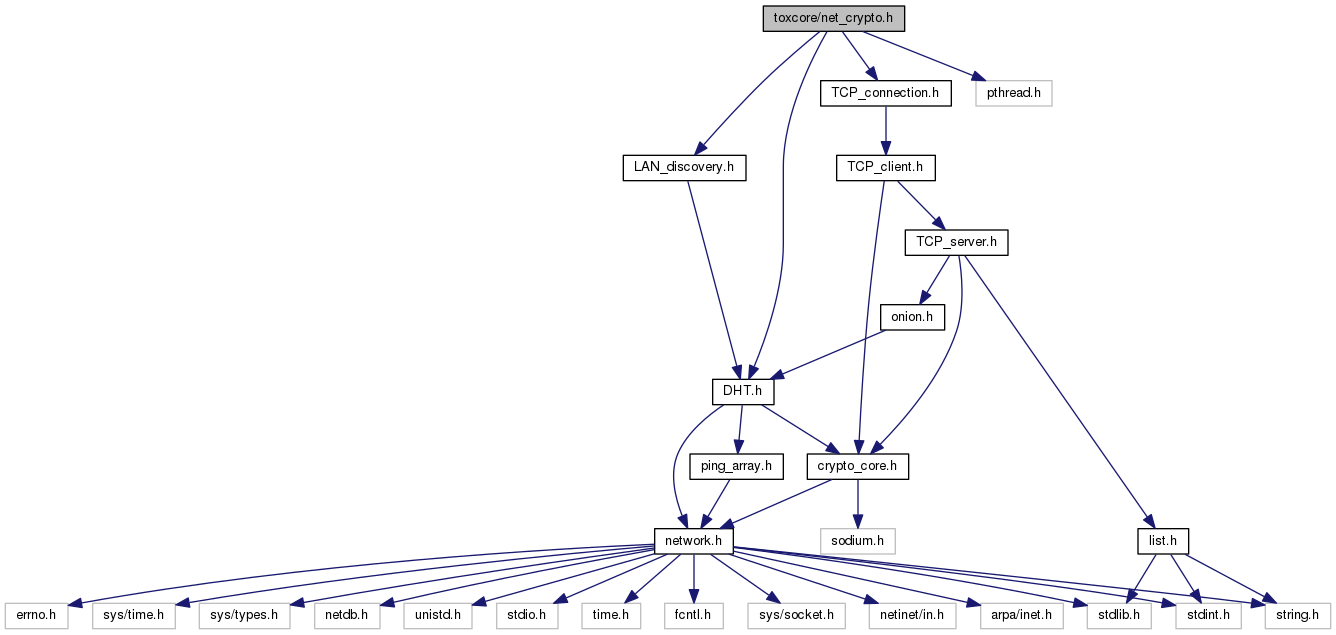 toxcore/net_crypto.h
TCP_connection.h
pthread.h
LAN_discovery.h
TCP_client.h
TCP_server.h
onion.h
DHT.h
ping_array.h
crypto_core.h
network.h
sodium.h
list.h
errno.h
sys/time.h
sys/types.h
netdb.h
unistd.h
stdio.h
time.h
fcntl.h
sys/socket.h
netinet/in.h
arpa/inet.h
stdlib.h
stdint.h
string.h